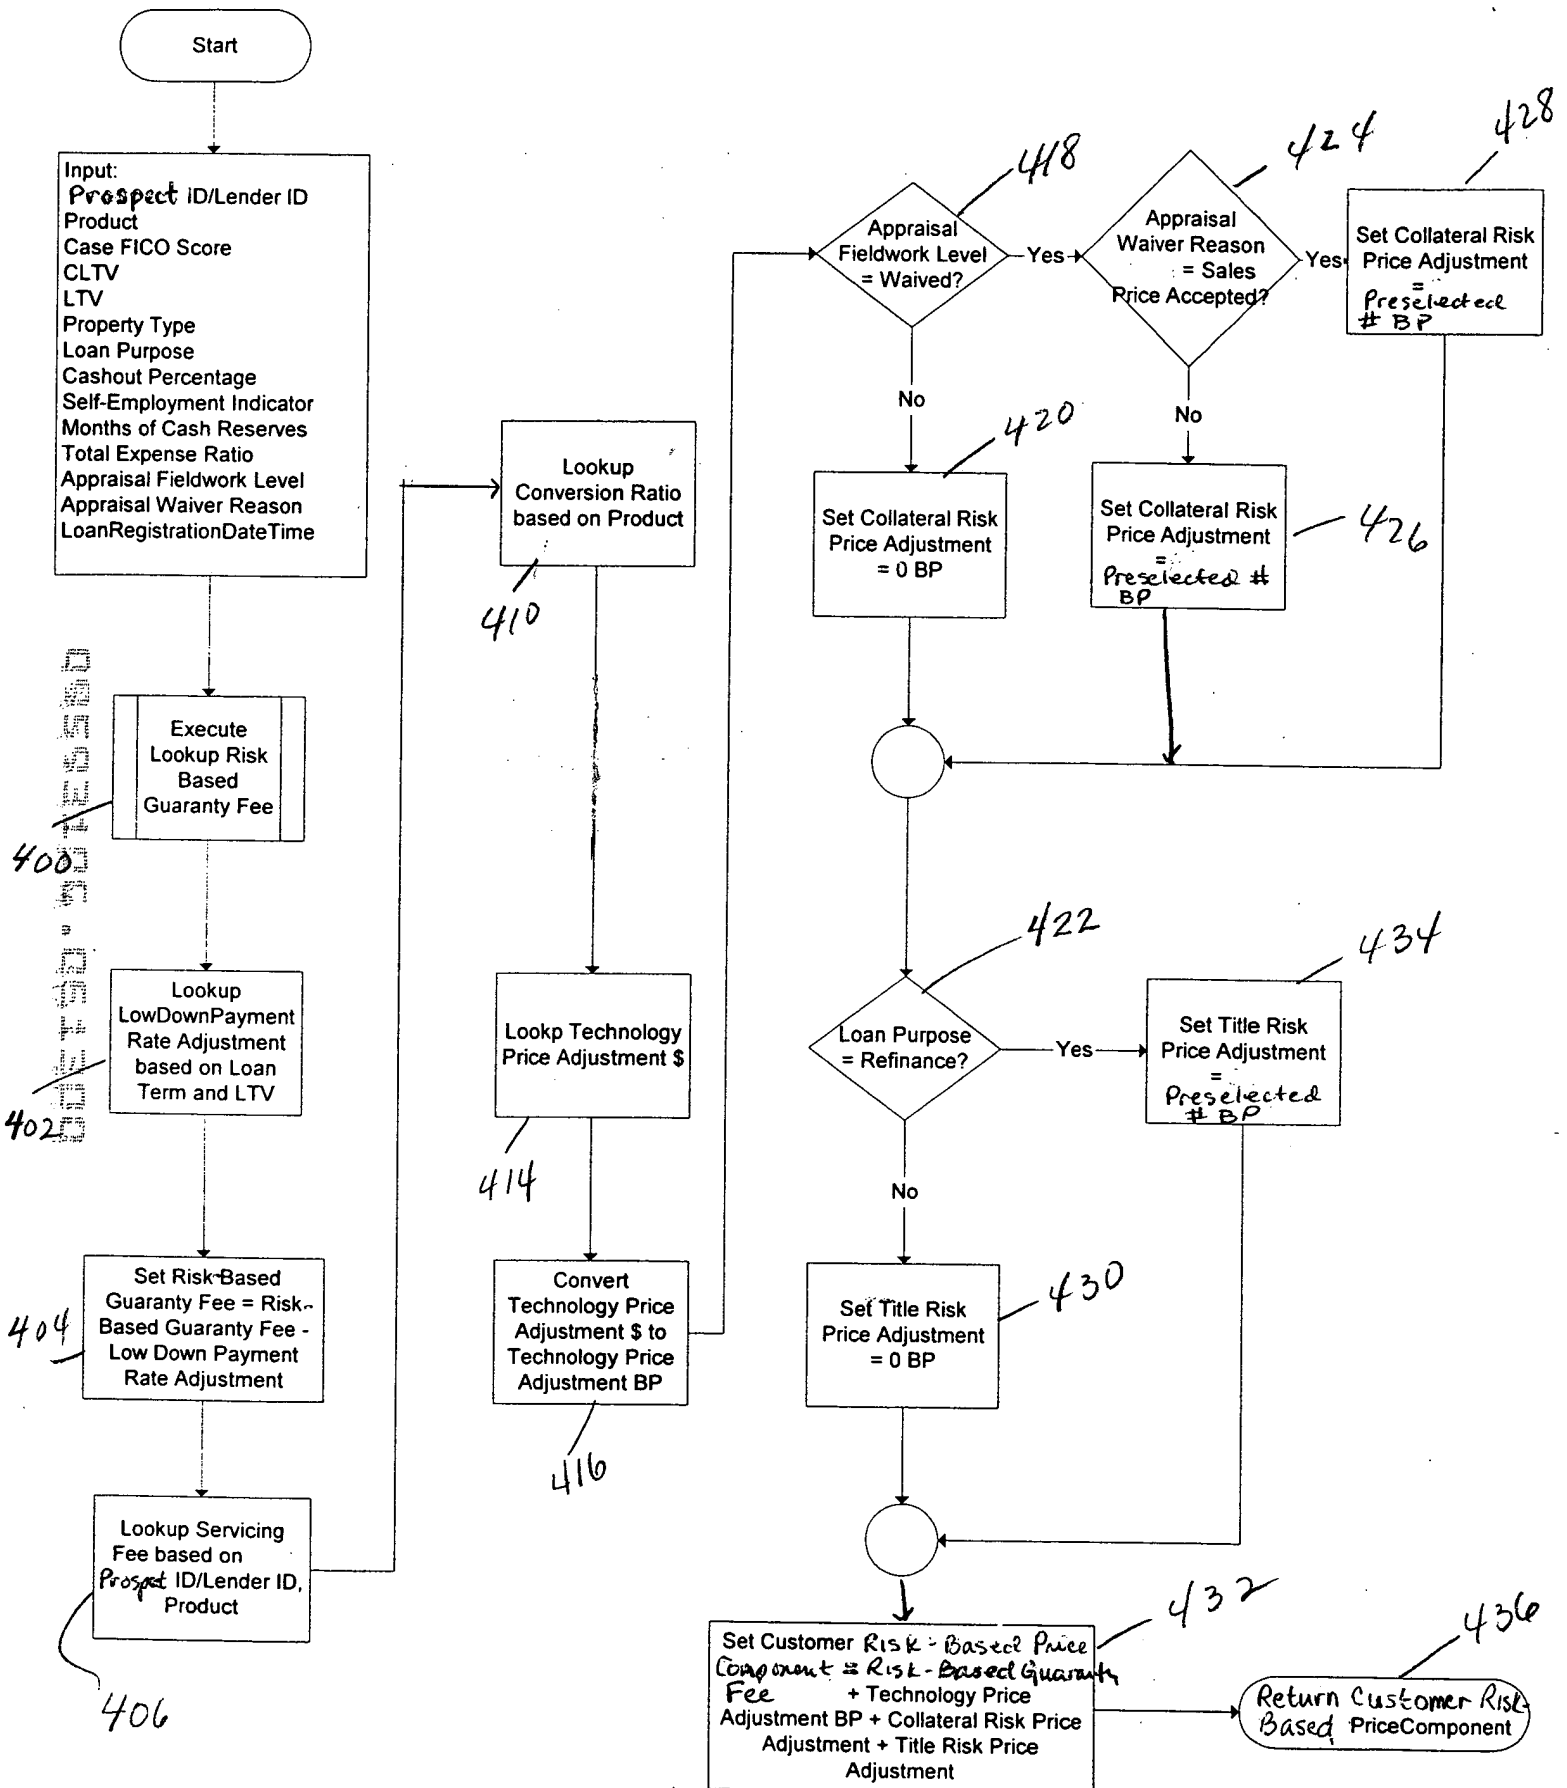 Start
Input:
Prospect ID/Lender ID
Product
Case FICO Score
CLTV
LTV
Property Type
Loan Purpose
Cashout Percentage
Self-Employment Indicator
Months of Cash Reserves
Total Expense Ratio
Appraisal Fieldwork Level
Appraisal Waiver Reason
LoanRegistrationDateTime
Execute
Lookup Risk
Based
Guaranty Fee
400
Lookup
LowDownPayment
Rate Adjustment
based on Loan
Term and LTV
402
Set Risk-Based
Guaranty Fee = Risk-
Based Guaranty Fee -
Low Down Payment
Rate Adjustment
404
Lookup Servicing
Fee based on
Prospet ID/Lender ID,
Product
406
Lookup
Conversion Ratio
based on Product
410
Lookp Technology
Price Adjustment $
414
Convert
Technology Price
Adjustment $ to
Technology Price
Adjustment BP
416
Appraisal
Fieldwork Level
= Waived?
418
Yes
No
Set Collateral Risk
Price Adjustment
= 0 BP
420
Appraisal
Waiver Reason
= Sales
Price Accepted?
424
Yes
No
Set Collateral Risk
Price Adjustment
=
Preselected #
BP
426
Set Collateral Risk
Price Adjustment
=
Preselected
# BP
428
Loan Purpose
= Refinance?
422
Yes
No
Set Title Risk
Price Adjustment
=
Preselected
# BP
434
Set Title Risk
Price Adjustment
= 0 BP
430
Set Customer Risk-Based Price
Component = Risk-Based Guaranty
Fee + Technology Price
Adjustment BP + Collateral Risk Price
Adjustment + Title Risk Price
Adjustment
432
Return Customer Risk-
Based PriceComponent
436